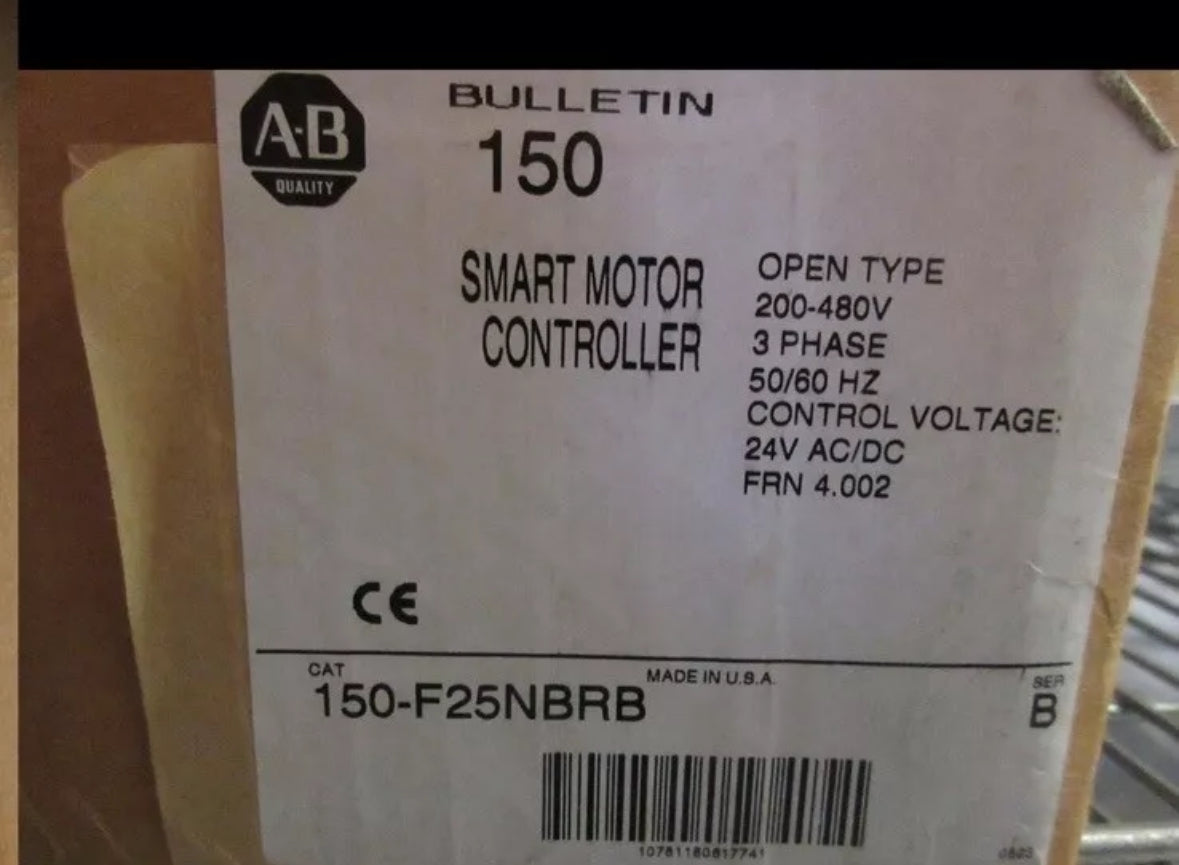 A-B
QUALITY
BULLETIN
150
SMART MOTOR
CONTROLLER
OPEN TYPE
200-480V
3 PHASE
50/60 HZ
CONTROL VOLTAGE:
24V AC/DC
FRN 4.002
CE
CAT
MADE IN U.S.A.
SER
150-F25NBRB
B
10781180817741